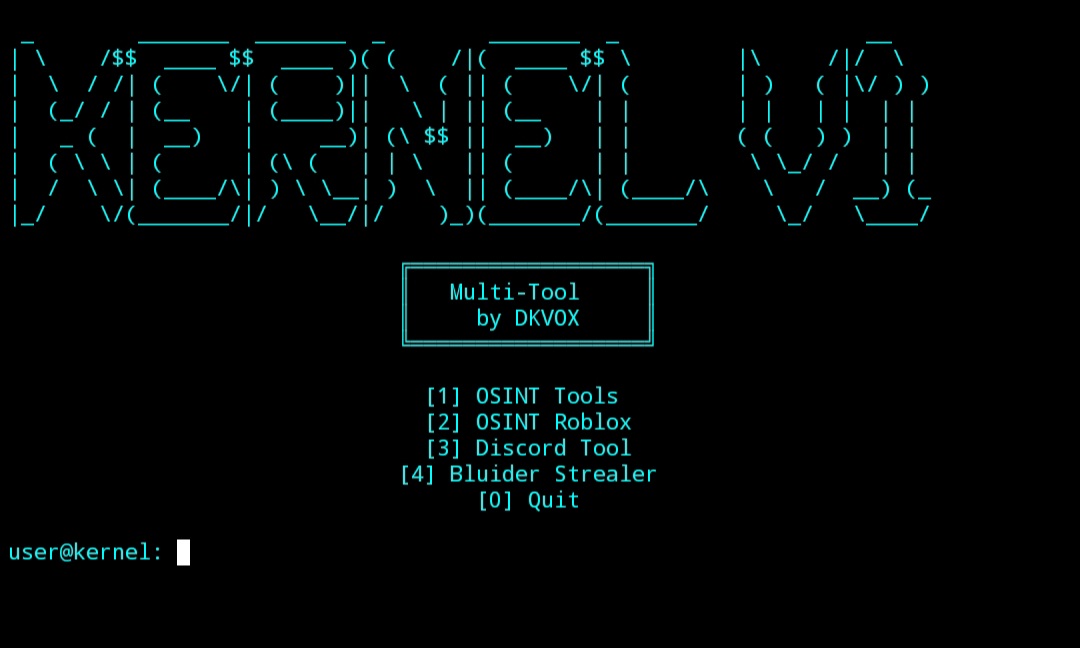 KERNEL V1
Multi-Tool
by DKVOX
[1] OSINT Tools
[2] OSINT Roblox
[3] Discord Tool
[4] Bluider Strealer
[0] Quit
user@kernel: